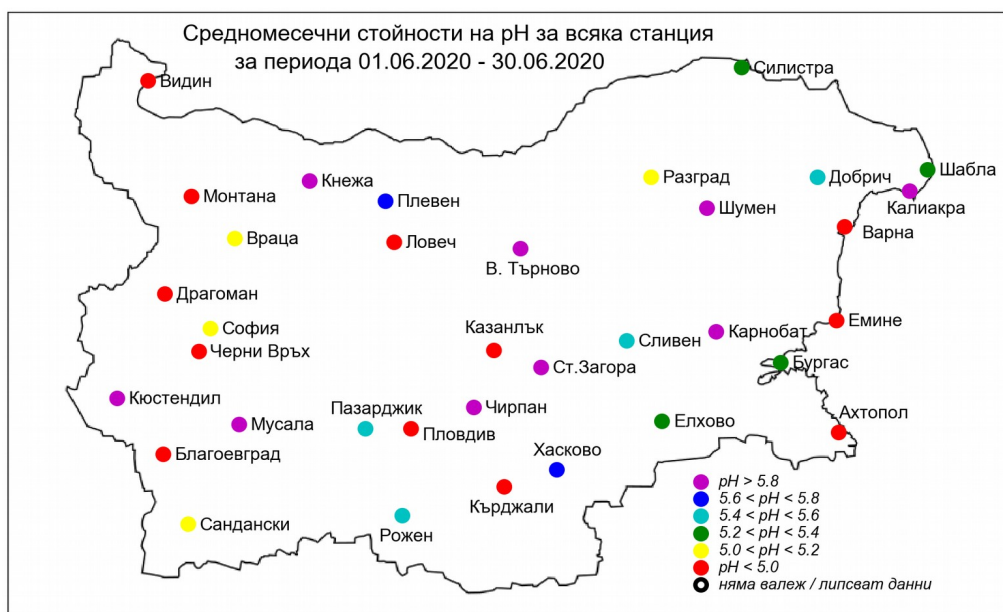 Средномесечни стойности на pH за всяка станция
за периода 01.06.2020 - 30.06.2020
Силистра
Видин
Шабла
Кнежа
Разград
Добрич
Монтана
Плевен
Калиакра
Шумен
Варна
Враца
Ловеч
В. Търново
Драгоман
Емине
София
Казанлък
Карнобат
Сливен
Черни Връх
Бургас
Ст.Загора
Кюстендил
Пазарджик
Чирпан
Ахтопол
Мусала
Пловдив
Елхово
Хасково
Благоевград
Кърджали
Сандански
Рожен
pH > 5.8
5.6 < pH < 5.8
5.4 < pH < 5.6
5.2 < pH < 5.4
5.0 < pH < 5.2
pH < 5.0
няма валеж / липсват данни